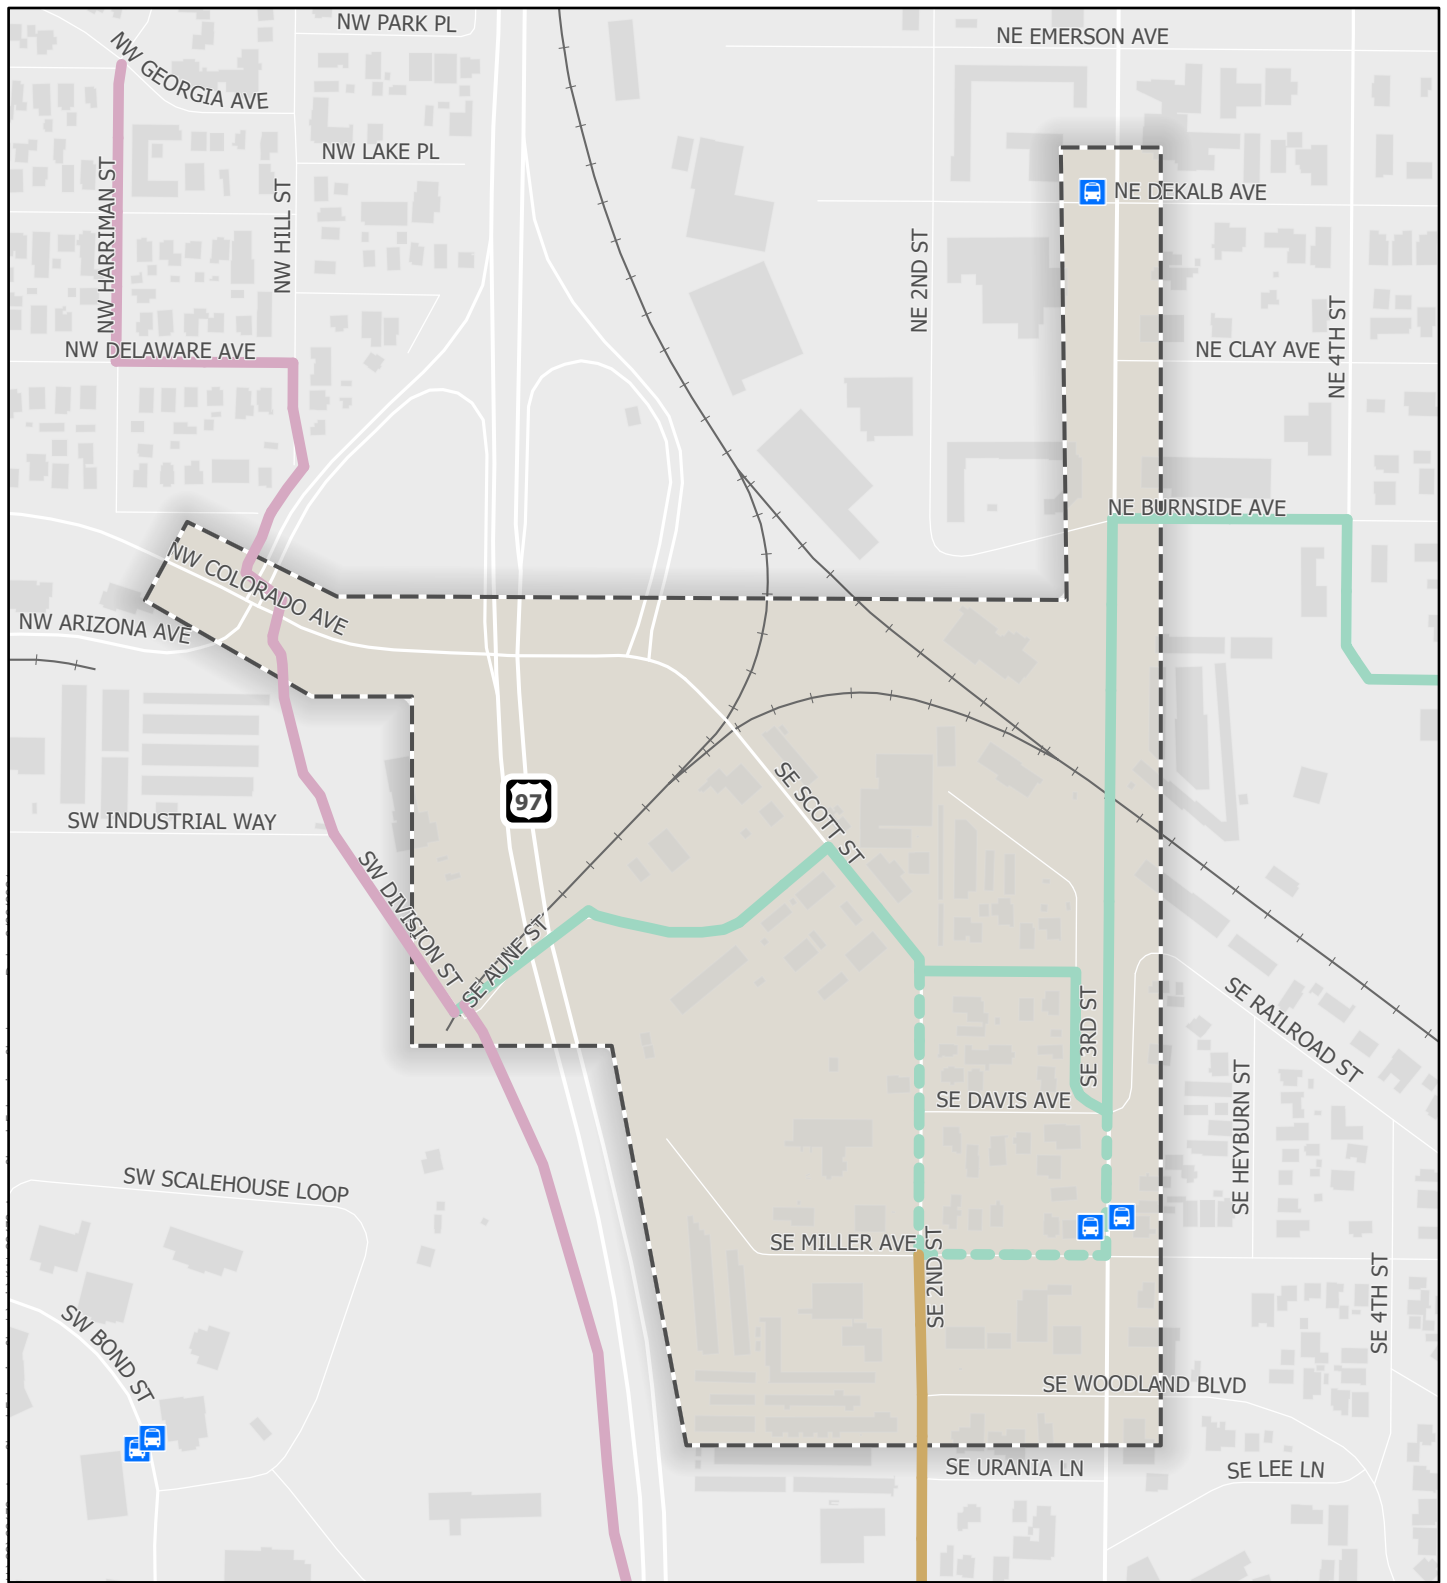 NW PARK PL
NE EMERSON AVE
NW GEORGIA AVE
NW LAKE PL
NW HARRIMAN ST
NW HILL ST
NE DEKALB AVE
NE 2ND ST
NW DELAWARE AVE
NE CLAY AVE
NE 4TH ST
NE BURNSIDE AVE
NW COLORADO AVE
NW ARIZONA AVE
97
SE SCOTT ST
SW INDUSTRIAL WAY
SW DIVISION ST
SE AUNE ST
SE 3RD ST
SE RAILROAD ST
SE DAVIS AVE
SE HEYBURN ST
SW SCALEHOUSE LOOP
SE MILLER AVE
SE 2ND ST
SE 4TH ST
SW BOND ST
SE WOODLAND BLVD
SE URANIA LN
SE LEE LN